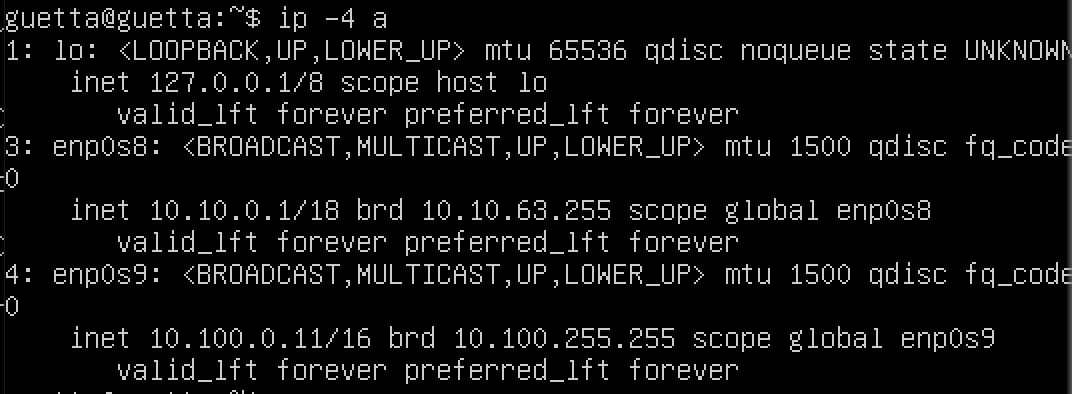 guetta@guetta:~$ ip -4 a
1: lo: <LOOPBACK,UP,LOWER_UP> mtu 65536 qdisc noqueue state UNKNOWN
inet 127.0.0.1/8 scope host lo
valid_lft forever preferred_lft forever
3: enp0s8: <BROADCAST,MULTICAST,UP,LOWER_UP> mtu 1500 qdisc fq_code
0
inet 10.10.0.1/18 brd 10.10.63.255 scope global enp0s8
valid_lft forever preferred_lft forever
4: enp0s9: <BROADCAST,MULTICAST,UP,LOWER_UP> mtu 1500 qdisc fq_code
0
inet 10.100.0.11/16 brd 10.100.255.255 scope global enp0s9
valid_lft forever preferred_lft forever